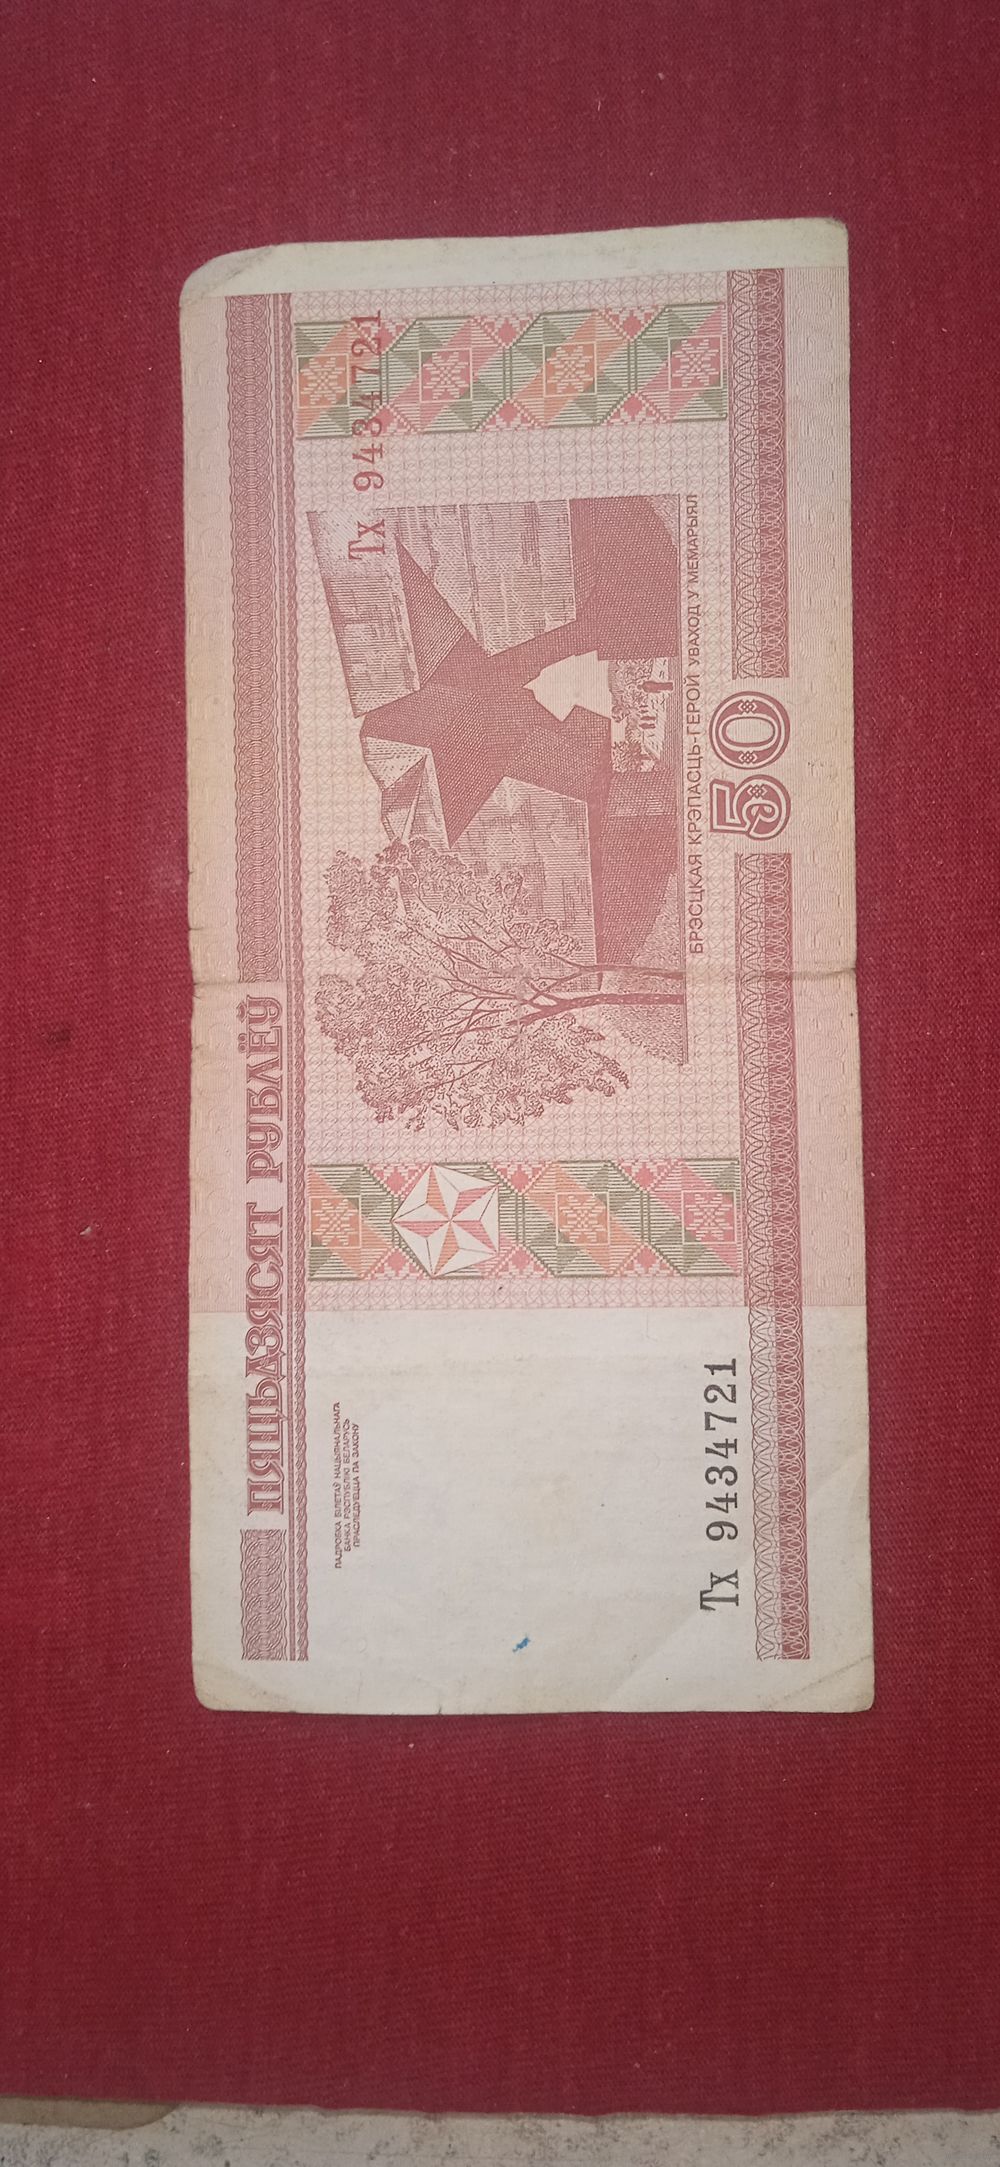 ПЯЦЬДЗЯСЯТ РУБЛЁЎ
ПАДРОБКА БІЛЕТАЎ НАЦЫЯНАЛЬНАГА
БАНКА РЭСПУБЛІКІ БЕЛАРУСЬ
ПРАСЛЕДУЕЦЦА ПА ЗАКОНУ
Тх 9434721
БРЭСЦКАЯ КРЭПАСЦЬ-ГЕРОЙ УВАХОД У МЕМАРЫЯЛ
Тх 9434721
50